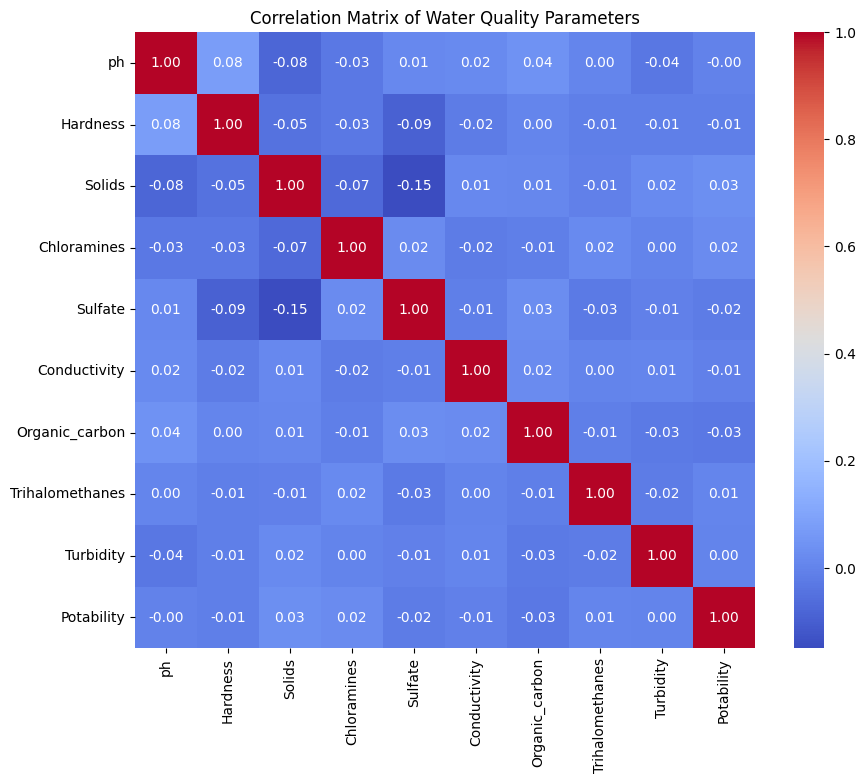 Correlation Matrix of Water Quality Parameters
ph 1.00 0.08 -0.08 -0.03 0.01 0.02 0.04 0.00 -0.04 -0.00
Hardness 0.08 1.00 -0.05 -0.03 -0.09 -0.02 0.00 -0.01 -0.01 -0.01
Solids -0.08 -0.05 1.00 -0.07 -0.15 0.01 0.01 -0.01 0.02 0.03
Chloramines -0.03 -0.03 -0.07 1.00 0.02 -0.02 -0.01 0.02 0.00 0.02
Sulfate 0.01 -0.09 -0.15 0.02 1.00 -0.01 0.03 -0.03 -0.01 -0.02
Conductivity 0.02 -0.02 0.01 -0.02 -0.01 1.00 0.02 0.00 0.01 -0.01
Organic_carbon 0.04 0.00 0.01 -0.01 0.03 0.02 1.00 -0.01 -0.03 -0.03
Trihalomethanes 0.00 -0.01 -0.01 0.02 -0.03 0.00 -0.01 1.00 -0.02 0.01
Turbidity -0.04 -0.01 0.02 0.00 -0.01 0.01 -0.03 -0.02 1.00 0.00
Potability -0.00 -0.01 0.03 0.02 -0.02 -0.01 -0.03 0.01 0.00 1.00
ph
Hardness
Solids
Chloramines
Sulfate
Conductivity
Organic_carbon
Trihalomethanes
Turbidity
Potability
1.0
0.8
0.6
0.4
0.2
0.0